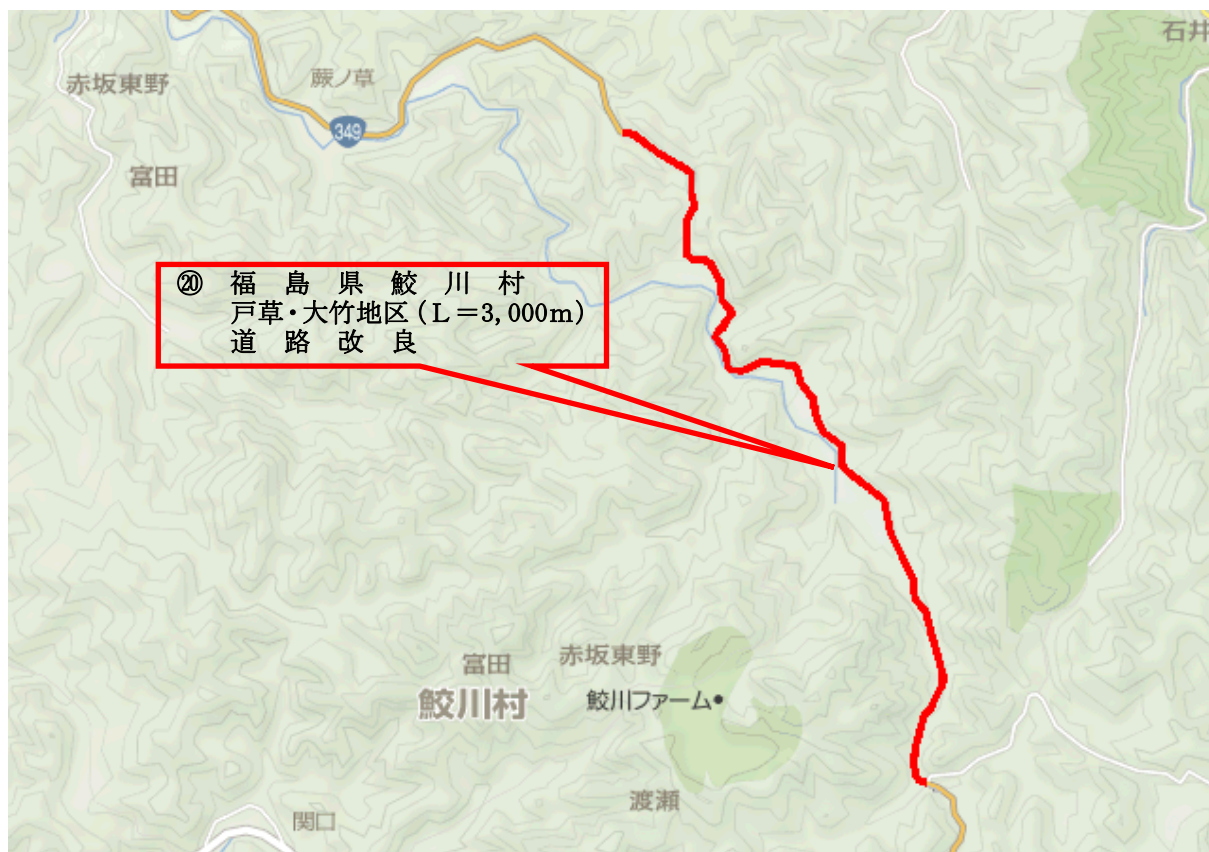 石井
赤坂東野
蕨ノ草
349
富田
⑳ 福島県鮫川村
戸草・大竹地区(L=3,000m)
道路改良
富田
赤坂東野
鮫川村
鮫川ファーム
渡瀬
関口